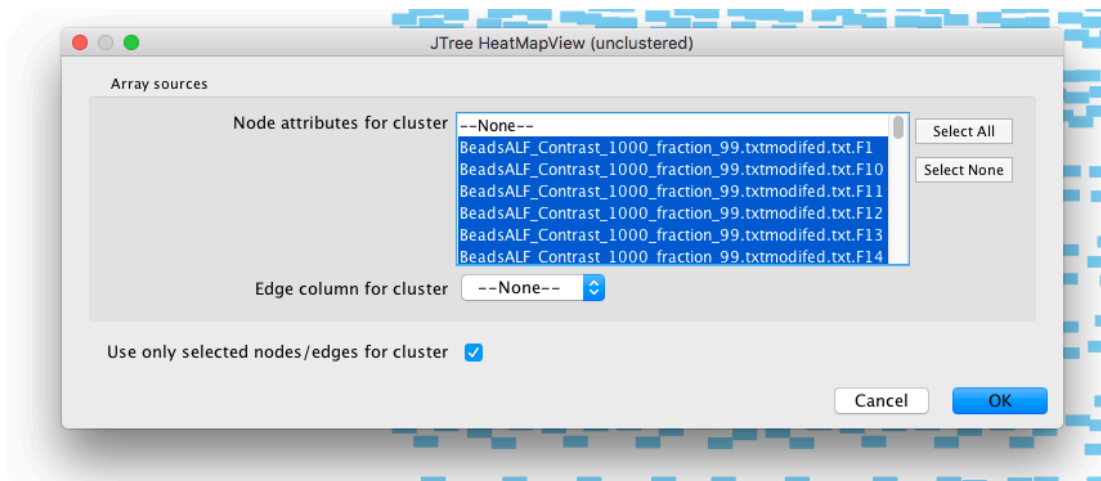 JTree HeatMapView (unclustered)
Array sources
Node attributes for cluster
--None--
BeadsALF_Contrast_1000_fraction_99.txtmodifed.txt.F1
BeadsALF_Contrast_1000_fraction_99.txtmodifed.txt.F10
BeadsALF_Contrast_1000_fraction_99.txtmodifed.txt.F11
BeadsALF_Contrast_1000_fraction_99.txtmodifed.txt.F12
BeadsALF_Contrast_1000_fraction_99.txtmodifed.txt.F13
BeadsALF_Contrast_1000_fraction_99.txtmodifed.txt.F14
Select All
Select None
Edge column for cluster
--None--
Use only selected nodes/edges for cluster
Cancel
OK